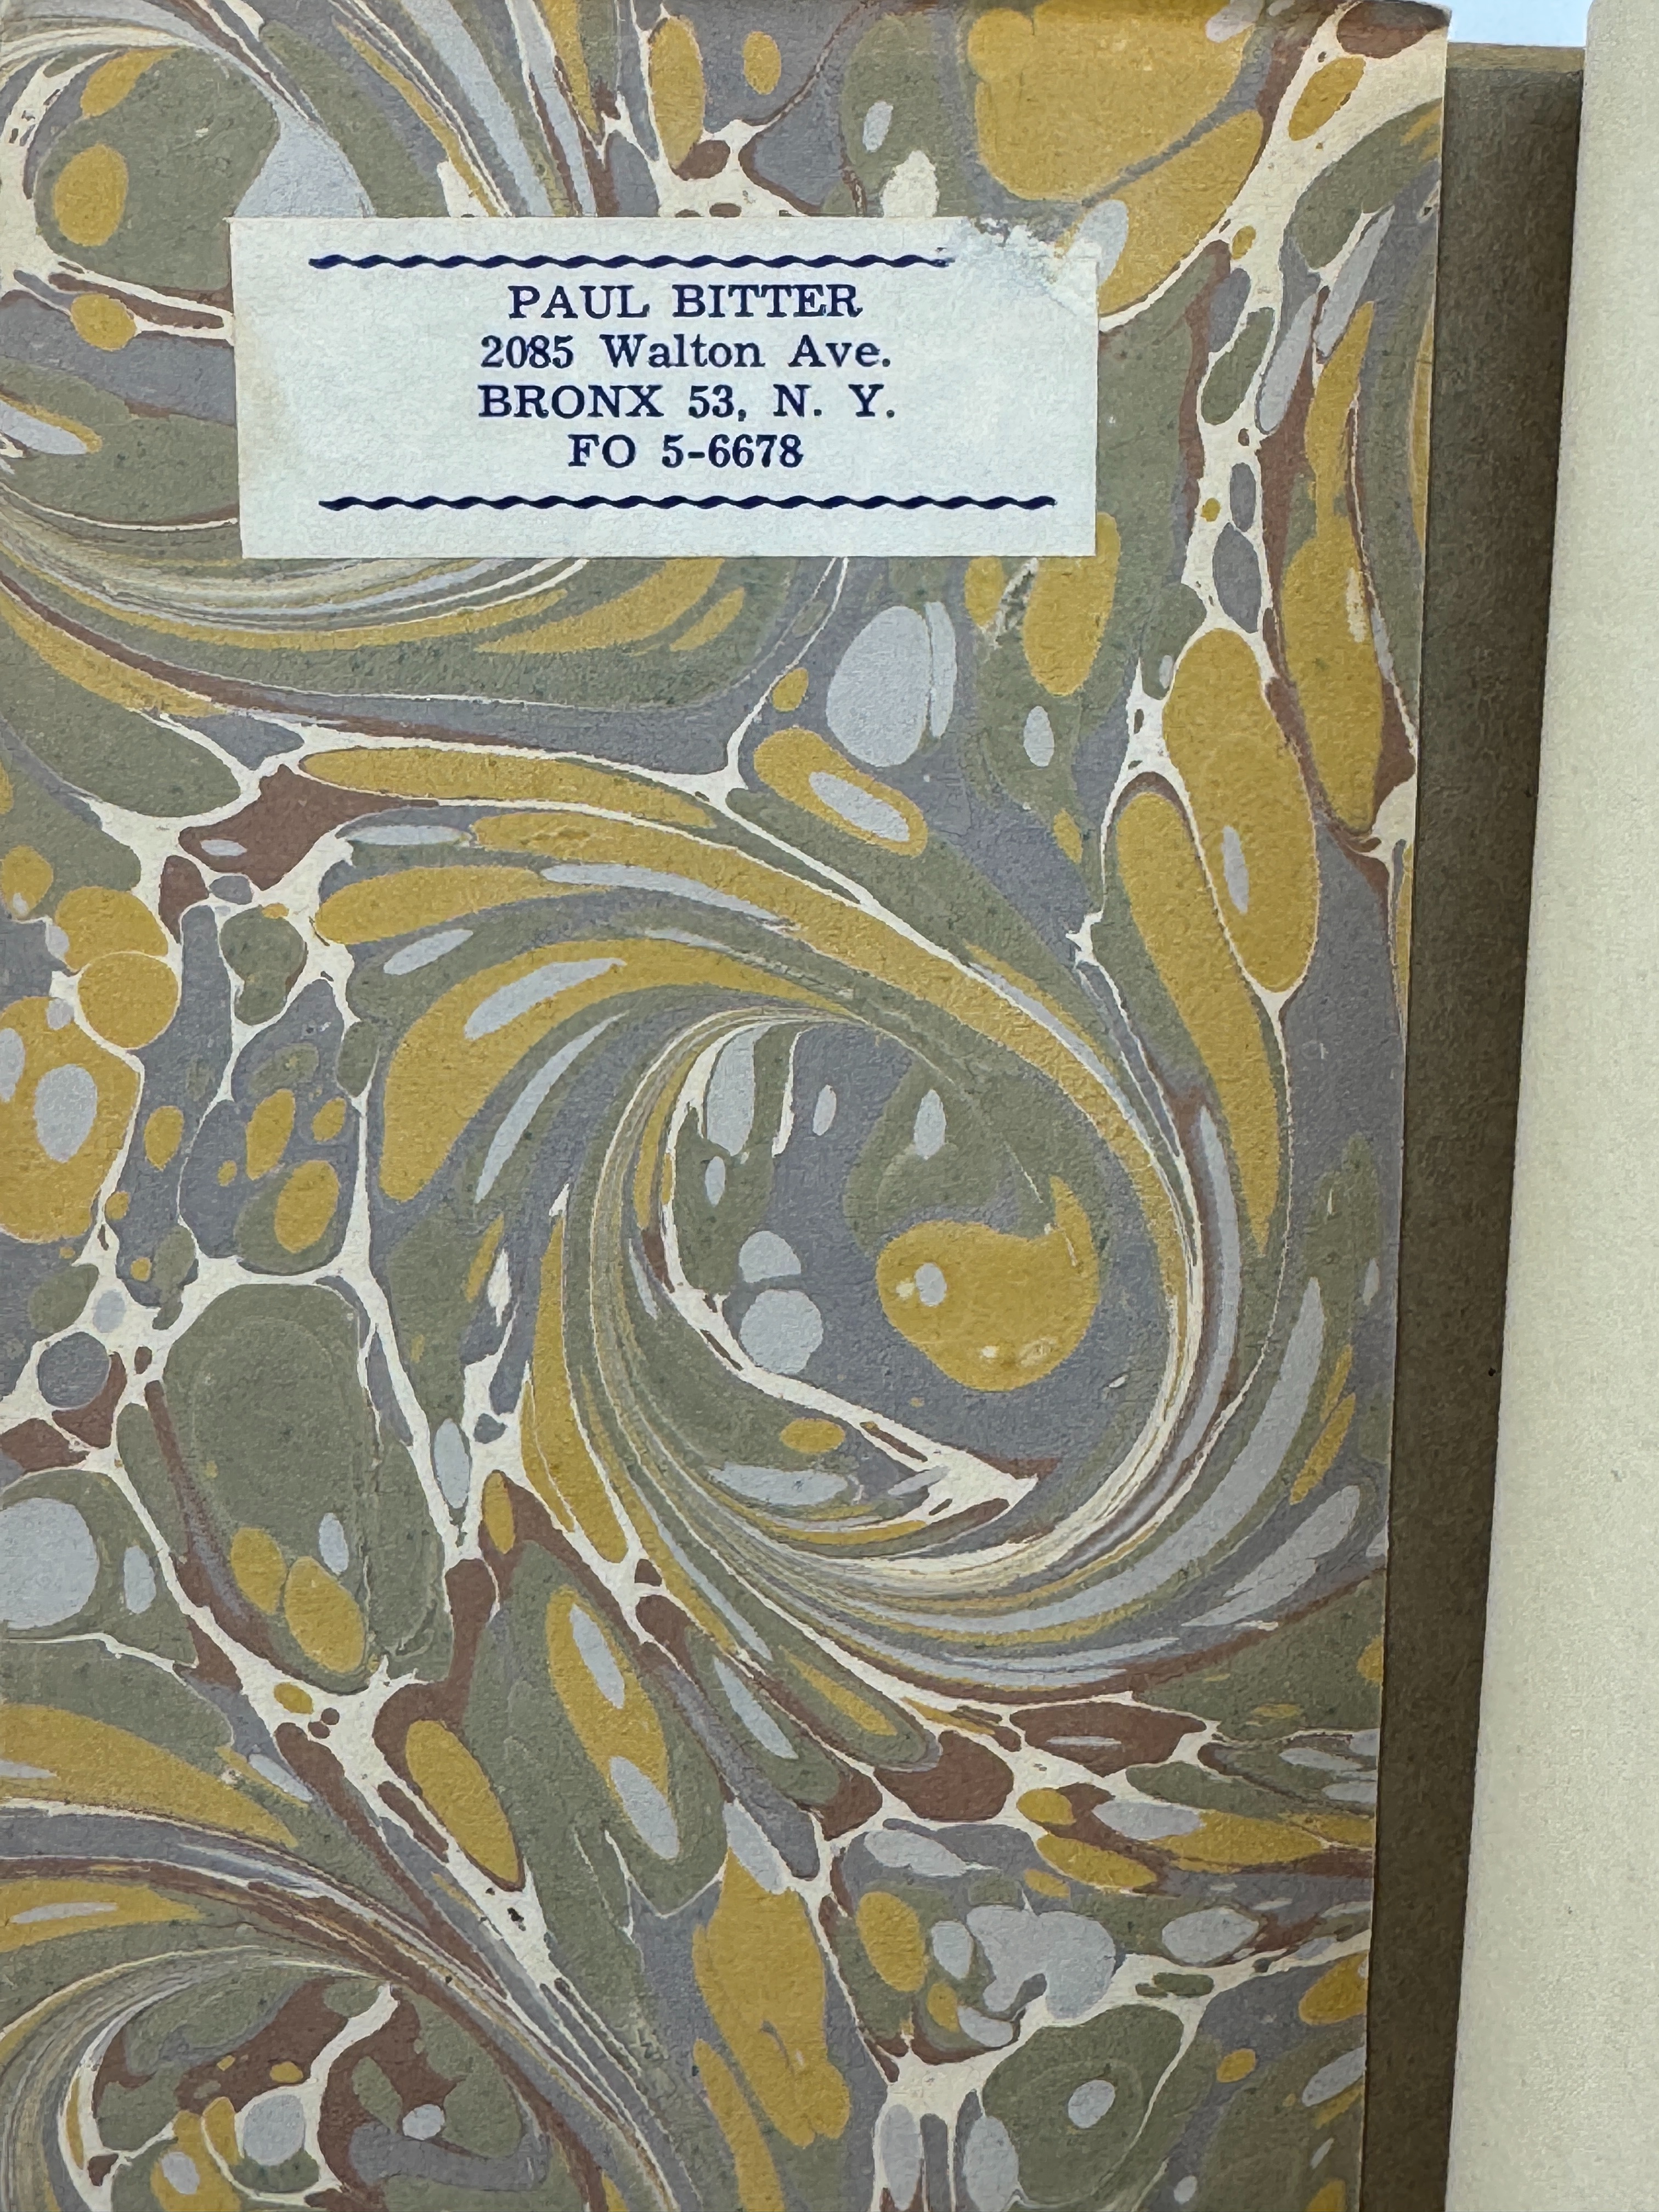 PAUL BITTER
2085 Walton Ave.
BRONX 53, N. Y.
FO 5-6678